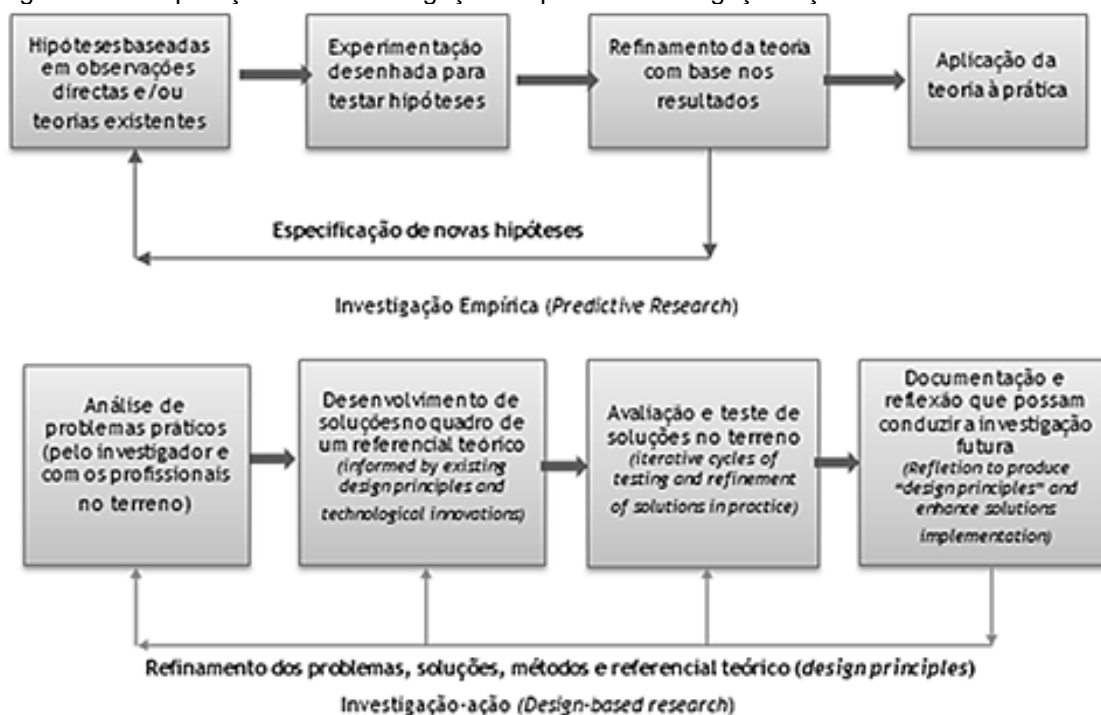 Hipóteses baseadas
em observações
directas e/ou
teorias existentes
Experimentação
desenhada para
testar hipóteses
Refinamento da teoria
com base nos
resultados
Aplicação da
teoria à prática
Especificação de novas hipóteses
Investigação Empírica (Predictive Research)
Análise de
problemas práticos
(pelo investigador e
com os profissionais
no terreno)
Desenvolvimento de
soluções no quadro de
um referencial teórico
(informed by existing
design principles and
technological innovations)
Avaliação e teste de
soluções no terreno
(iterative cycles of
testing and refinement
of solutions in practice)
Documentação e
reflexão que possam
conduzir a investigação
futura
(Refletion to produce
"design principles" and
enhance solutions
implementation)
Refinamento dos problemas, soluções, métodos e referencial teórico (design principles)
Investigação-ação (Design-based research)